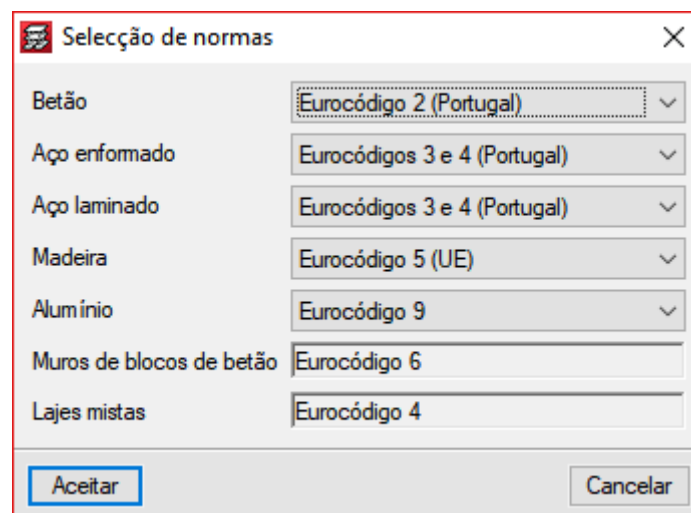 Selecção de normas
Betão Eurocódigo 2 (Portugal)
Aço enformado Eurocódigos 3 e 4 (Portugal)
Aço laminado Eurocódigos 3 e 4 (Portugal)
Madeira Eurocódigo 5 (UE)
Alumínio Eurocódigo 9
Muros de blocos de betão Eurocódigo 6
Lajes mistas Eurocódigo 4
Aceitar Cancelar